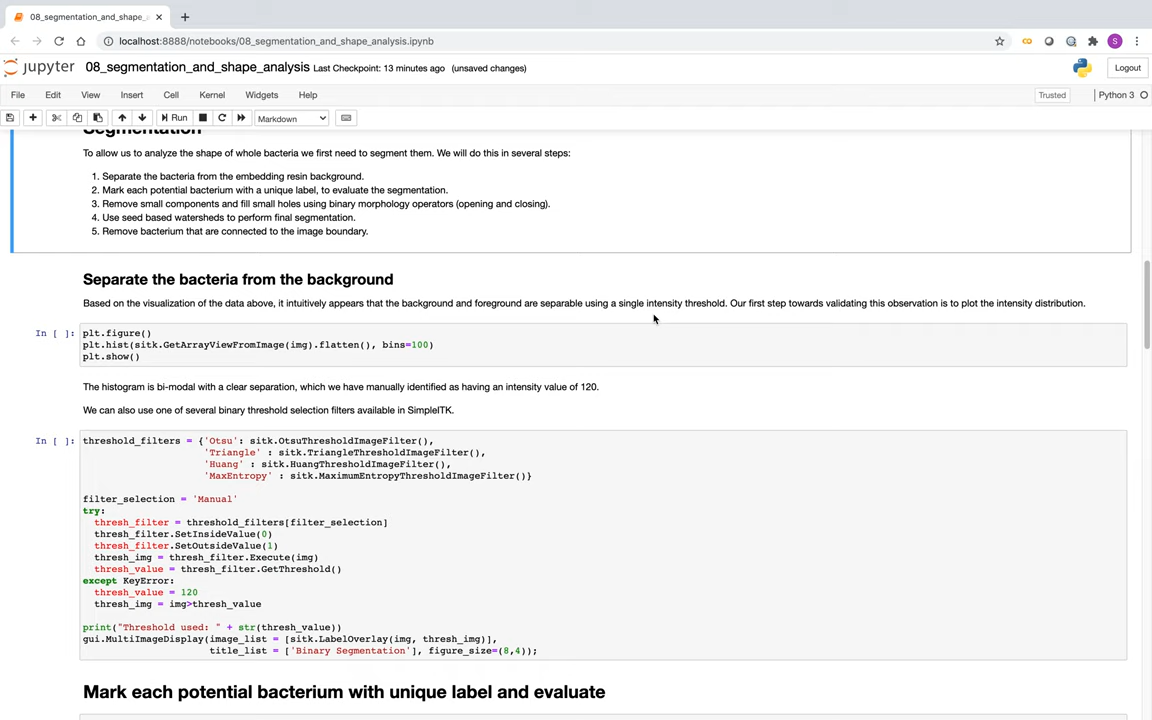 08_segmentation_and_shape_
localhost:8888/notebooks/08_segmentation_and_shape_analysis.ipynb
S
jupyter 08_segmentation_and_shape_analysis Last Checkpoint: 13 minutes ago (unsaved changes)
Logout
File Edit View Insert Cell Kernel Widgets Help
Trusted
Python 3
Run
Markdown
Segmentation
To allow us to analyze the shape of whole bacteria we first need to segment them. We will do this in several steps:
1. Separate the bacteria from the embedding resin background.
2. Mark each potential bacterium with a unique label, to evaluate the segmentation.
3. Remove small components and fill small holes using binary morphology operators (opening and closing).
4. Use seed based watersheds to perform final segmentation.
5. Remove bacterium that are connected to the image boundary.
Separate the bacteria from the background
Based on the visualization of the data above, it intuitively appears that the background and foreground are separable using a single intensity threshold. Our first step towards validating this observation is to plot the intensity distribution.
In [ ]: plt.figure()
plt.hist(sitk.GetArrayViewFromImage(img).flatten(), bins=100)
plt.show()
The histogram is bi-modal with a clear separation, which we have manually identified as having an intensity value of 120.
We can also use one of several binary threshold selection filters available in SimpleITK.
In [ ]: threshold_filters = {'Otsu': sitk.OtsuThresholdImageFilter(),
'Triangle' : sitk.TriangleThresholdImageFilter(),
'Huang' : sitk.HuangThresholdImageFilter(),
'MaxEntropy' : sitk.MaximumEntropyThresholdImageFilter()}
filter_selection = 'Manual'
try:
thresh_filter = threshold_filters[filter_selection]
thresh_filter.SetInsideValue(0)
thresh_filter.SetOutsideValue(1)
thresh_img = thresh_filter.Execute(img)
thresh_value = thresh_filter.GetThreshold()
except KeyError:
thresh_value = 120
thresh_img = img>thresh_value
print("Threshold used: " + str(thresh_value))
gui.MultiImageDisplay(image_list = [sitk.LabelOverlay(img, thresh_img)],
title_list = ['Binary Segmentation'], figure_size=(8,4));
Mark each potential bacterium with unique label and evaluate